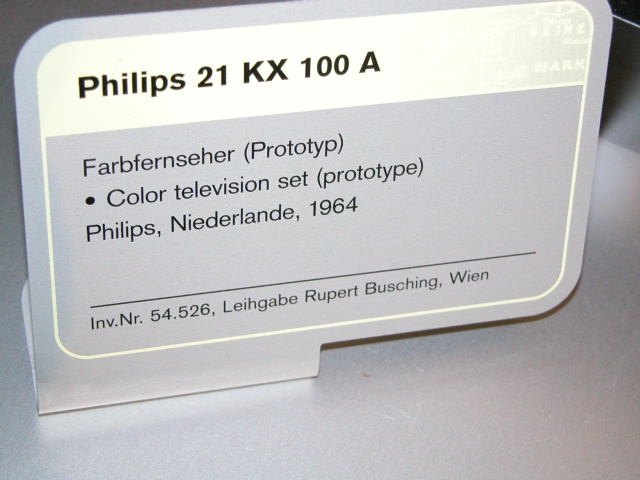 Philips 21 KX 100 A
Farbfernseher (Prototyp)
• Color television set (prototype)
Philips, Niederlande, 1964
Inv.Nr. 54.526, Leihgabe Rupert Busching, Wien